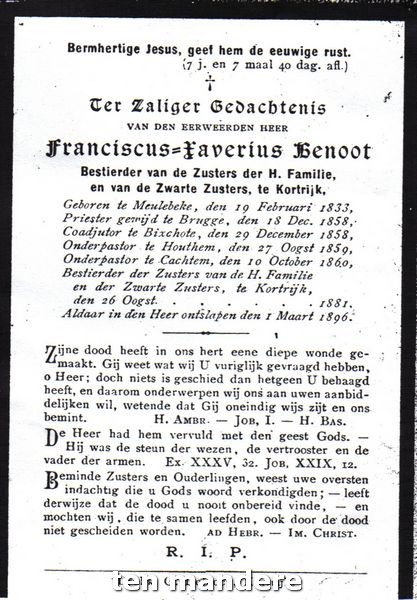 Bermhertige Jesus, geef hem de eeuwige rust.
(7 j. en 7 maal 40 dag. afl.)
†
Ter Zaliger Gedachtenis
VAN DEN EERWEERDEN HEER
Franciscus=Xaverius Benoot
Bestierder van de Zusters der H. Familie,
en van de Zwarte Zusters, te Kortrijk,
Geboren te Meulebeke, den 19 Februari 1833,
Priester gewijd te Brugge, den 18 Dec. 1858,
Coadjutor te Bixchote, den 29 December 1858,
Onderpastor te Houthem, den 27 Oogst 1859,
Onderpastor te Cachtem, den 10 October 1860,
Bestierder der Zusters van de H. Familie
en der Zwarte Zusters, te Kortrijk,
den 26 Oogst. . . . . . . . 1881.
Aldaar in den Heer ontslapen den 1 Maart 1896.
Zijne dood heeft in ons hert eene diepe wonde ge-
maakt. Gij weet wat wij U vuriglijk gevraagd hebben,
o Heer; doch niets is geschied dan hetgeen U behaagd
heeft, en daarom onderwerpen wij ons aan uwen aanbid-
delijken wil, wetende dat Gij oneindig wijs zijt en ons
bemint. H. Ambr. — Job, I. — H. Bas.
De Heer had hem vervuld met den geest Gods. —
Hij was de steun der wezen, de vertrooster en de
vader der armen. Ex. XXXV, 32. Job, XXIX, 12.
Beminde Zusters en Ouderlingen, weest uwe oversten
indachtig die u Gods woord verkondigden; — leeft
derwijze dat de dood u nooit onbereid vinde, — en
mochten wij, die te samen leefden, ook door de dood
niet gescheiden worden. ad Hebr. — Im. Christ.
R. I. P.
ten mandere